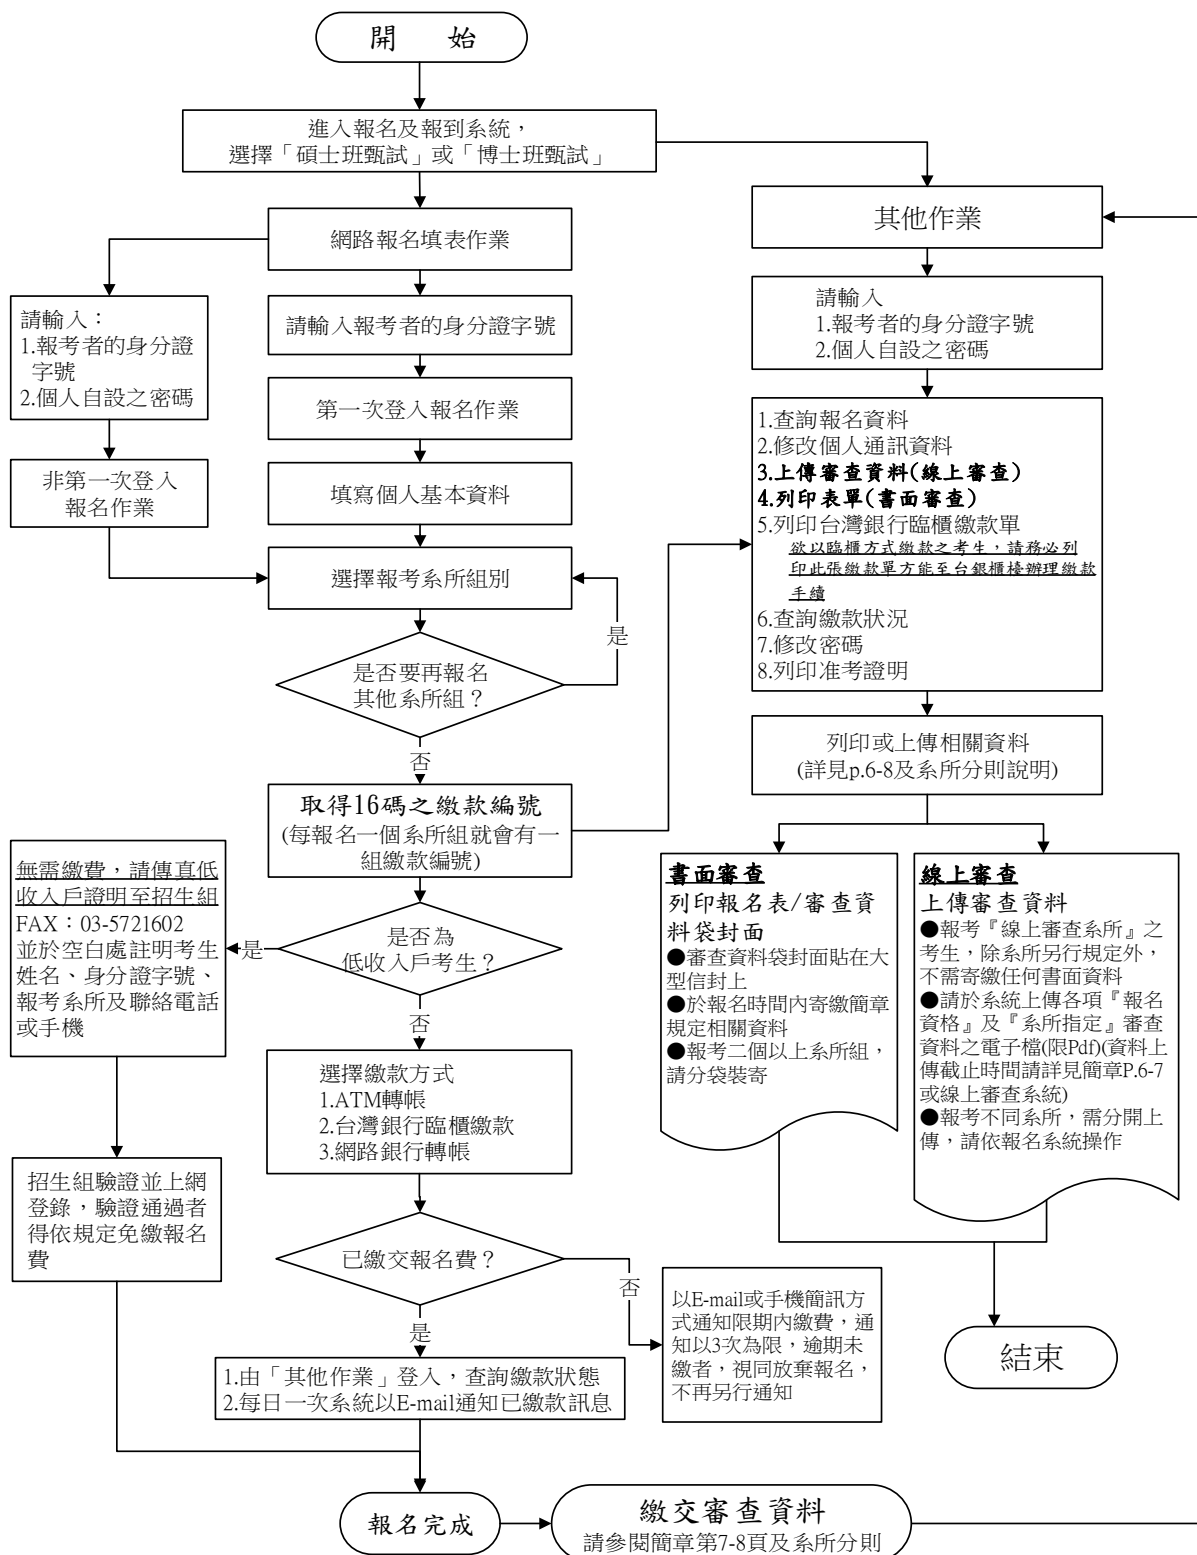 開　始
進入報名及報到系統，
選擇「碩士班甄試」或「博士班甄試」
網路報名填表作業
請輸入：
1.報考者的身分證
字號
2.個人自設之密碼
非第一次登入
報名作業
請輸入報考者的身分證字號
第一次登入報名作業
填寫個人基本資料
選擇報考系所組別
是
是否要再報名
其他系所組？
否
取得16碼之繳款編號
(每報名一個系所組就會有一
組繳款編號)
是否為
低收入戶考生？
是
無需繳費，請傳真低
收入戶證明至招生組
FAX：03-5721602
並於空白處註明考生
姓名、身分證字號、
報考系所及聯絡電話
或手機
招生組驗證並上網
登錄，驗證通過者
得依規定免繳報名
費
否
選擇繳款方式
1.ATM轉帳
2.台灣銀行臨櫃繳款
3.網路銀行轉帳
已繳交報名費？
否
以E-mail或手機簡訊方
式通知限期內繳費，通
知以3次為限，逾期未
繳者，視同放棄報名，
不再另行通知
是
1.由「其他作業」登入，查詢繳款狀態
2.每日一次系統以E-mail通知已繳款訊息
報名完成
繳交審查資料
請參閱簡章第7-8頁及系所分則
其他作業
請輸入
1.報考者的身分證字號
2.個人自設之密碼
1.查詢報名資料
2.修改個人通訊資料
3.上傳審查資料(線上審查)
4.列印表單(書面審查)
5.列印台灣銀行臨櫃繳款單
欲以臨櫃方式繳款之考生，請務必列
印此張繳款單方能至台銀櫃檯辦理繳款
手續
6.查詢繳款狀況
7.修改密碼
8.列印准考證明
列印或上傳相關資料
(詳見p.6-8及系所分則說明)
書面審查
列印報名表/審查資
料袋封面
●審查資料袋封面貼在大
型信封上
●於報名時間內寄繳簡章
規定相關資料
●報考二個以上系所組，
請分袋裝寄
線上審查
上傳審查資料
●報考『線上審查系所』之
考生，除系所另行規定外，
不需寄繳任何書面資料
●請於系統上傳各項『報名
資格』及『系所指定』審查
資料之電子檔(限Pdf)(資料上
傳截止時間請詳見簡章P.6-7
或線上審查系統)
●報考不同系所，需分開上
傳，請依報名系統操作
結束